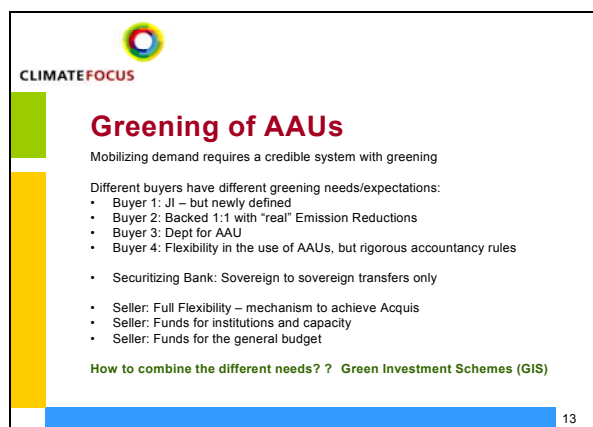 CLIMATEFOCUS
Greening of AAUs
Mobilizing demand requires a credible system with greening
Different buyers have different greening needs/expectations:
• Buyer 1: JI – but newly defined
• Buyer 2: Backed 1:1 with “real” Emission Reductions
• Buyer 3: Dept for AAU
• Buyer 4: Flexibility in the use of AAUs, but rigorous accountancy rules
• Securitizing Bank: Sovereign to sovereign transfers only
• Seller: Full Flexibility – mechanism to achieve Acquis
• Seller: Funds for institutions and capacity
• Seller: Funds for the general budget
How to combine the different needs? ? Green Investment Schemes (GIS)
13